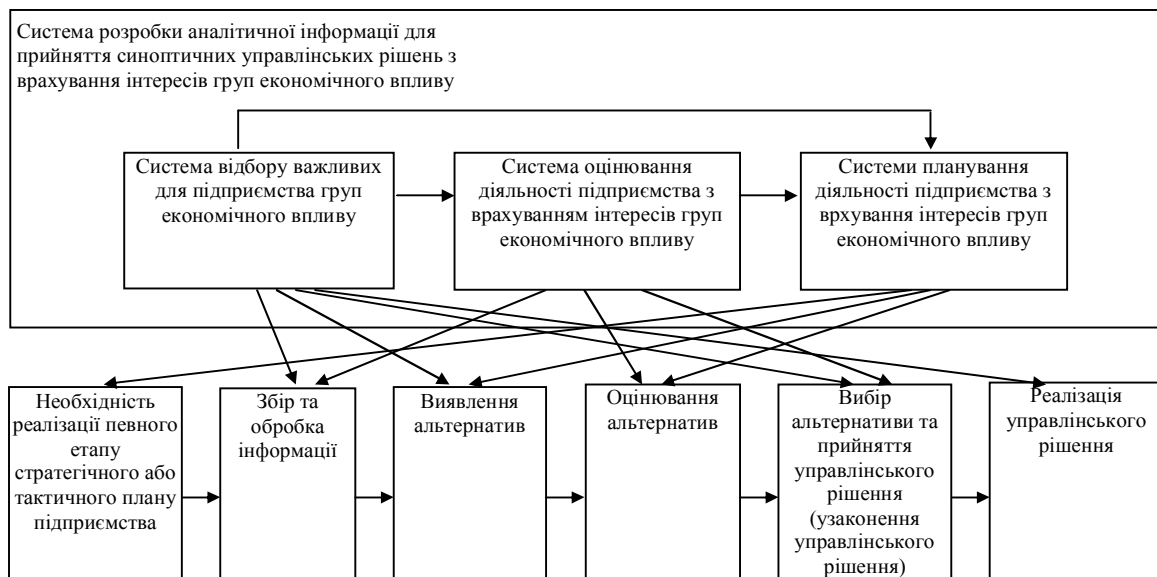 Система розробки аналітичної інформації для
прийняття синоптичних управлінських рішень з
врахування інтересів груп економічного впливу
Система відбору важливих
для підприємства груп
економічного впливу
Система оцінювання
діяльності підприємства з
врахуванням інтересів груп
економічного впливу
Системи планування
діяльності підприємства з
врхування інтересів груп
економічного впливу
Необхідність
реалізації певного
етапу
стратегічного або
тактичного плану
підприємства
Збір та
обробка
інформації
Виявлення
альтернатив
Оцінювання
альтернатив
Вибір
альтернативи та
прийняття
управлінського
рішення
(узаконення
управлінського
рішення)
Реалізація
управлінського
рішення